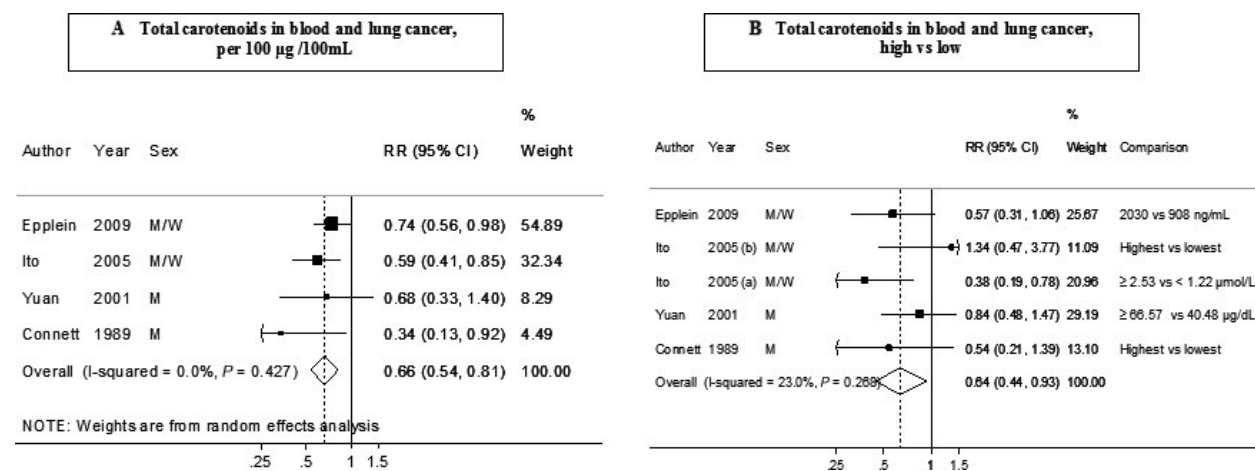 A Total carotenoids in blood and lung cancer,
per 100 µg /100mL
%
Author Year Sex RR (95% CI) Weight
Epplein 2009 M/W 0.74 (0.56, 0.98) 54.89
Ito 2005 M/W 0.59 (0.41, 0.85) 32.34
Yuan 2001 M 0.68 (0.33, 1.40) 8.29
Connett 1989 M 0.34 (0.13, 0.92) 4.49
Overall (I-squared = 0.0%, P = 0.427) 0.66 (0.54, 0.81) 100.00
NOTE: Weights are from random effects analysis
.25 .5 1 1.5
B Total carotenoids in blood and lung cancer,
high vs low
%
Author Year Sex RR (95% CI) Weight Comparison
Epplein 2009 M/W 0.57 (0.31, 1.06) 25.67 2030 vs 908 ng/mL
Ito 2005 (b) M/W 1.34 (0.47, 3.77) 11.09 Highest vs lowest
Ito 2005 (a) M/W 0.38 (0.19, 0.78) 20.96 ≥ 2.53 vs < 1.22 µmol/L
Yuan 2001 M 0.84 (0.48, 1.47) 29.19 ≥ 66.57 vs 40.48 µg/dL
Connett 1989 M 0.54 (0.21, 1.39) 13.10 Highest vs lowest
Overall (I-squared = 23.0%, P = 0.268) 0.64 (0.44, 0.93) 100.00
.25 .5 1 1.5